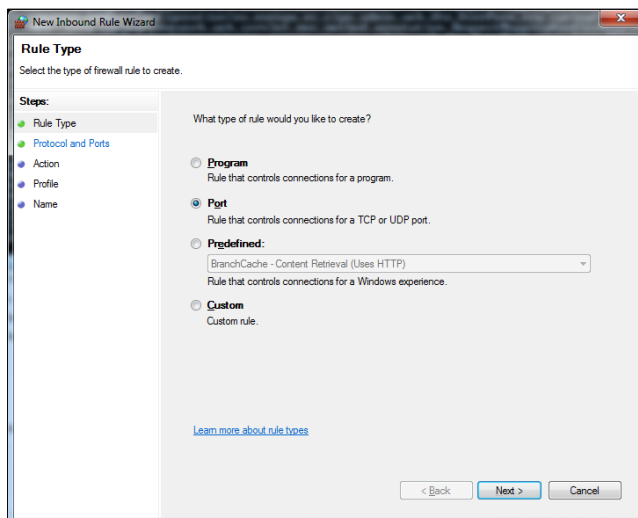 New Inbound Rule Wizard
Rule Type
Select the type of firewall rule to create.
Steps:
Rule Type
Protocol and Ports
Action
Profile
Name
What type of rule would you like to create?
Program
Rule that controls connections for a program.
Port
Rule that controls connections for a TCP or UDP port.
Predefined:
BranchCache - Content Retrieval (Uses HTTP)
Rule that controls connections for a Windows experience.
Custom
Custom rule.
Learn more about rule types
< Back Next > Cancel